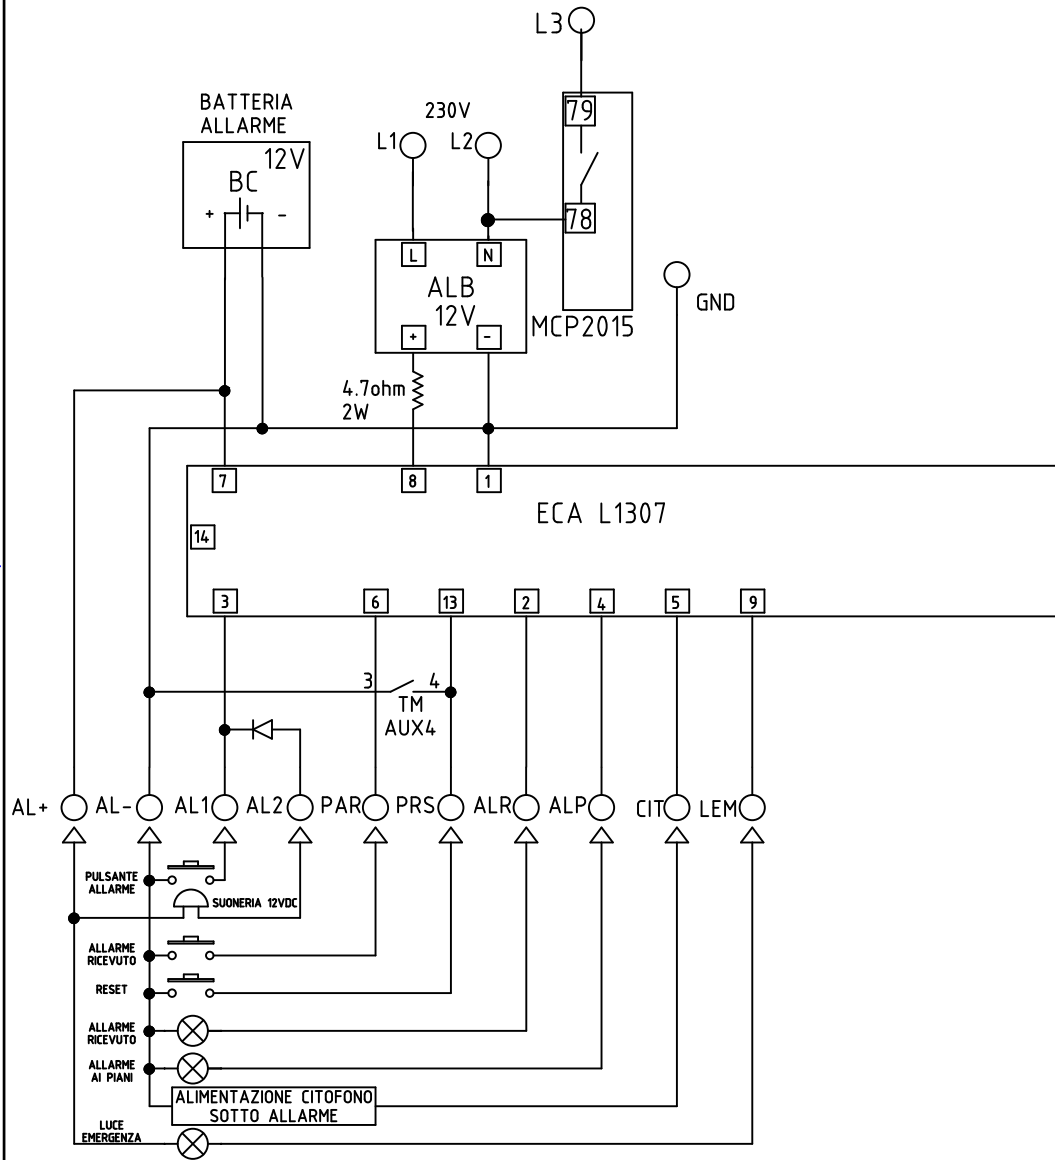 L3
79
BATTERIA
ALLARME
230V
L1
L2
12V
BC
+
-
78
L
N
ALB
12V
MCP2015
GND
+
-
4.7ohm
2W
7
8
1
ECA L1307
14
3
6
13
2
4
5
9
3
4
TM
AUX4
AL+
AL-
AL1
AL2
PAR
PRS
ALR
ALP
CIT
LEM
PULSANTE
ALLARME
SUONERIA 12VDC
ALLARME
RICEVUTO
RESET
ALLARME
RICEVUTO
ALLARME
AI PIANI
ALIMENTAZIONE CITOFONO
SOTTO ALLARME
LUCE
EMERGENZA